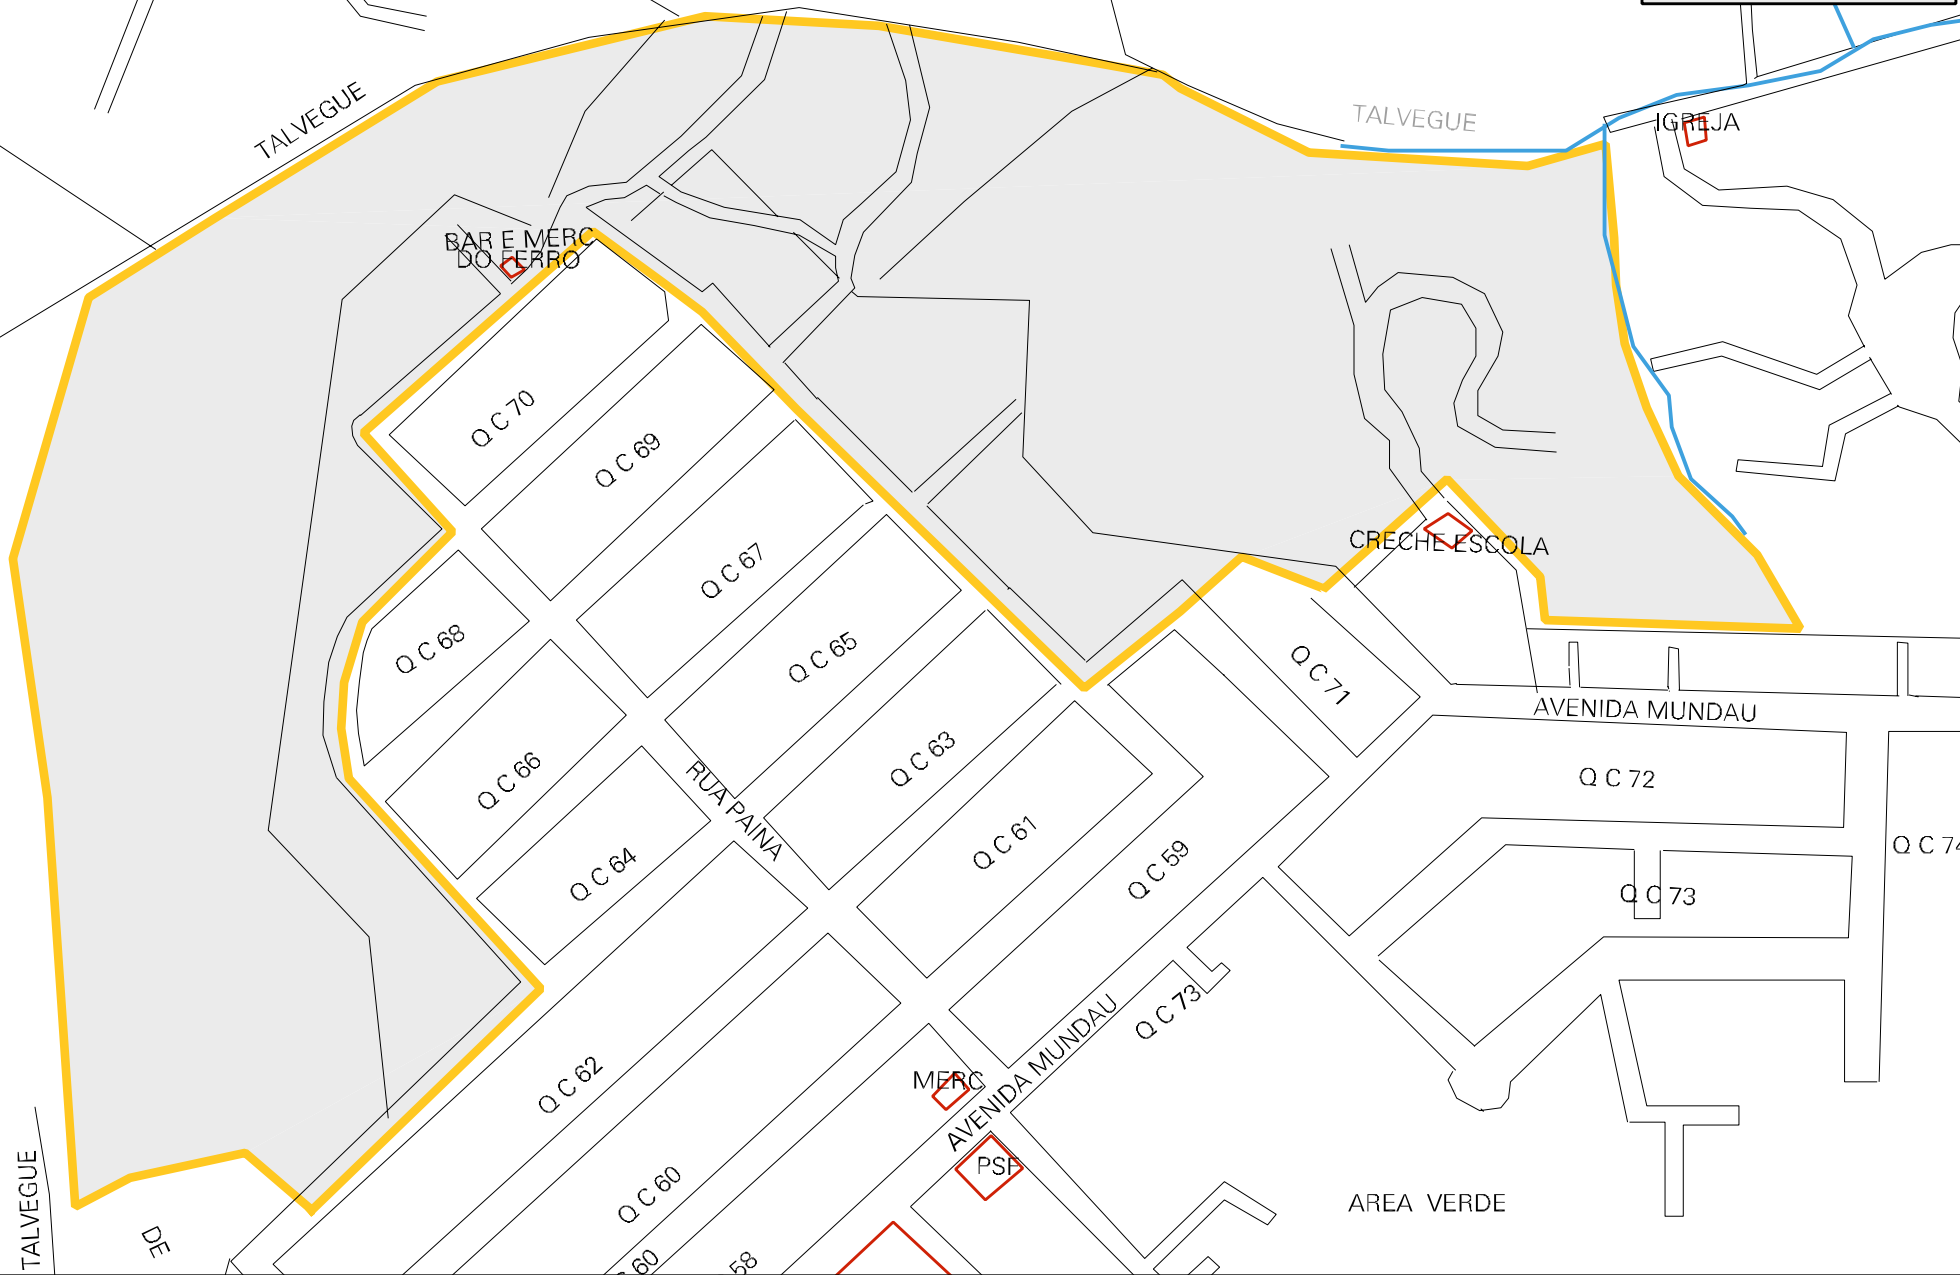 TALVEGUE
TALVEGUE
IGREJA
BAR E MERC
DO FERRO
Q C 70
Q C 69
Q C 67
CRECHE ESCOLA
Q C 68
Q C 65
Q C 71
AVENIDA MUNDAU
Q C 66
Q C 63
Q C 72
RUA PAINA
Q C 64
Q C 61
Q C 59
Q C 73
Q C 74
Q C 73
Q C 62
MERC
AVENIDA MUNDAU
PSF
Q C 60
AREA VERDE
TALVEGUE
DE
60
58